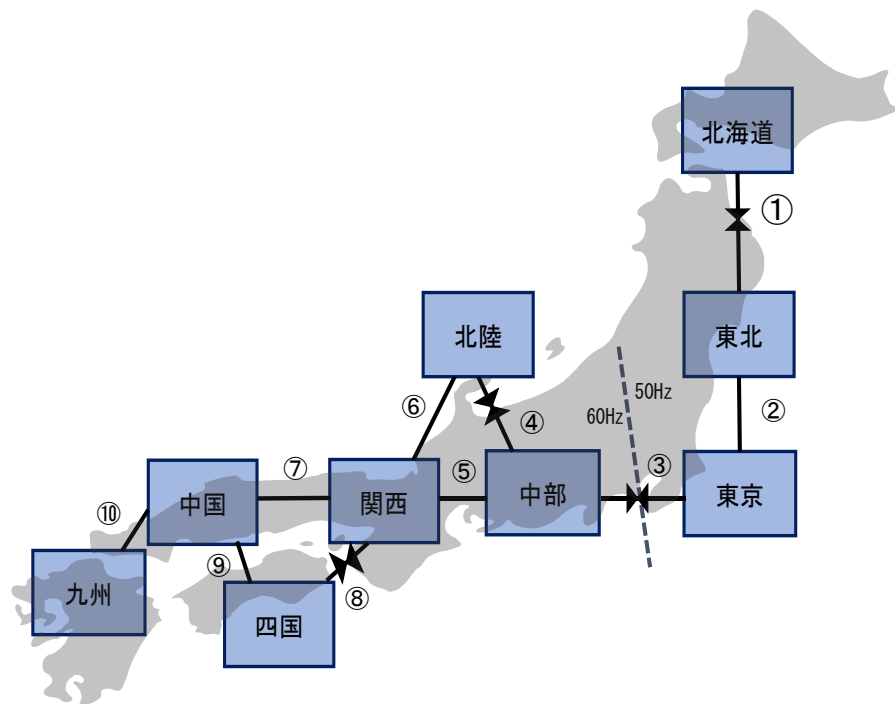 北海道
①
北陸
東北
50Hz
60Hz
⑥
④
②
⑦
⑤
③
中国
関西
中部
東京
⑩
九州
⑨
四国
⑧